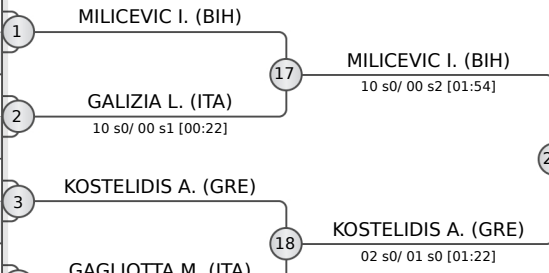 MILICEVIC I. (BIH)
1
17
MILICEVIC I. (BIH)
10 s0/ 00 s2 [01:54]
GALIZIA L. (ITA)
2
10 s0/ 00 s1 [00:22]
2
KOSTELIDIS A. (GRE)
3
18
KOSTELIDIS A. (GRE)
02 s0/ 01 s0 [01:22]
GAGLIOTTA M. (ITA)